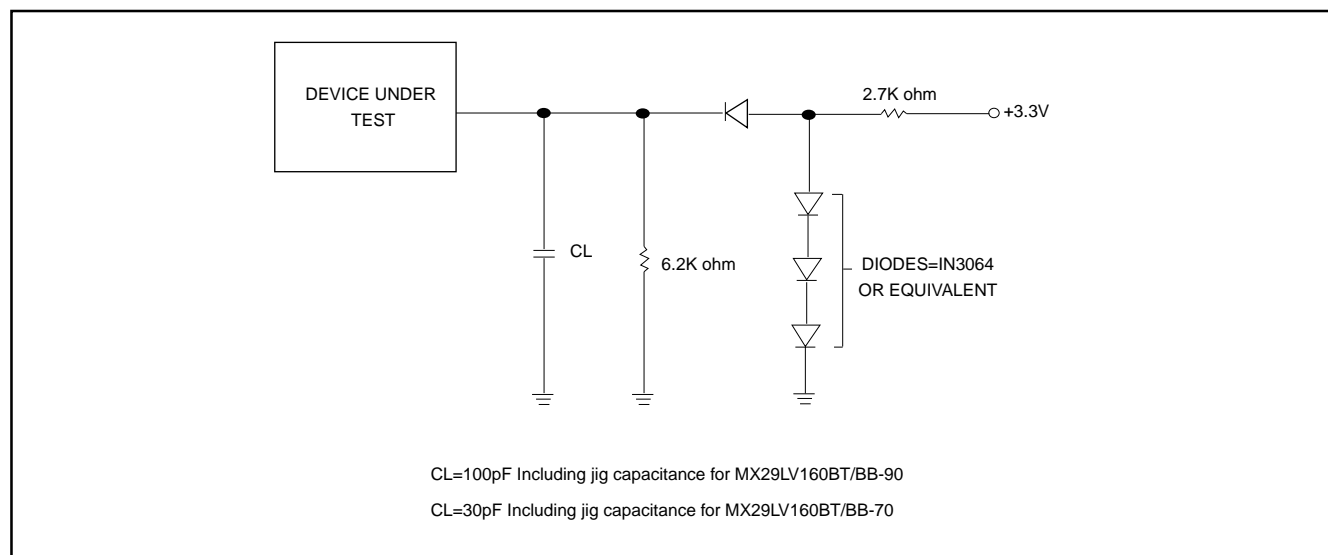 DEVICE UNDER
TEST
2.7K ohm
+3.3V
CL
6.2K ohm
DIODES=IN3064
OR EQUIVALENT
CL=100pF Including jig capacitance for MX29LV160BT/BB-90
CL=30pF Including jig capacitance for MX29LV160BT/BB-70